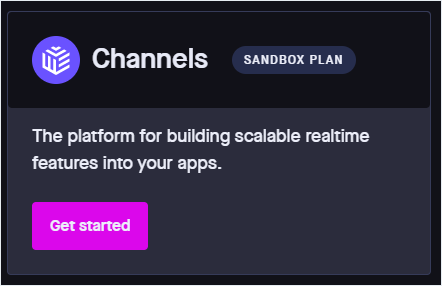 Channels SANDBOX PLAN
The platform for building scalable realtime
features into your apps.
Get started